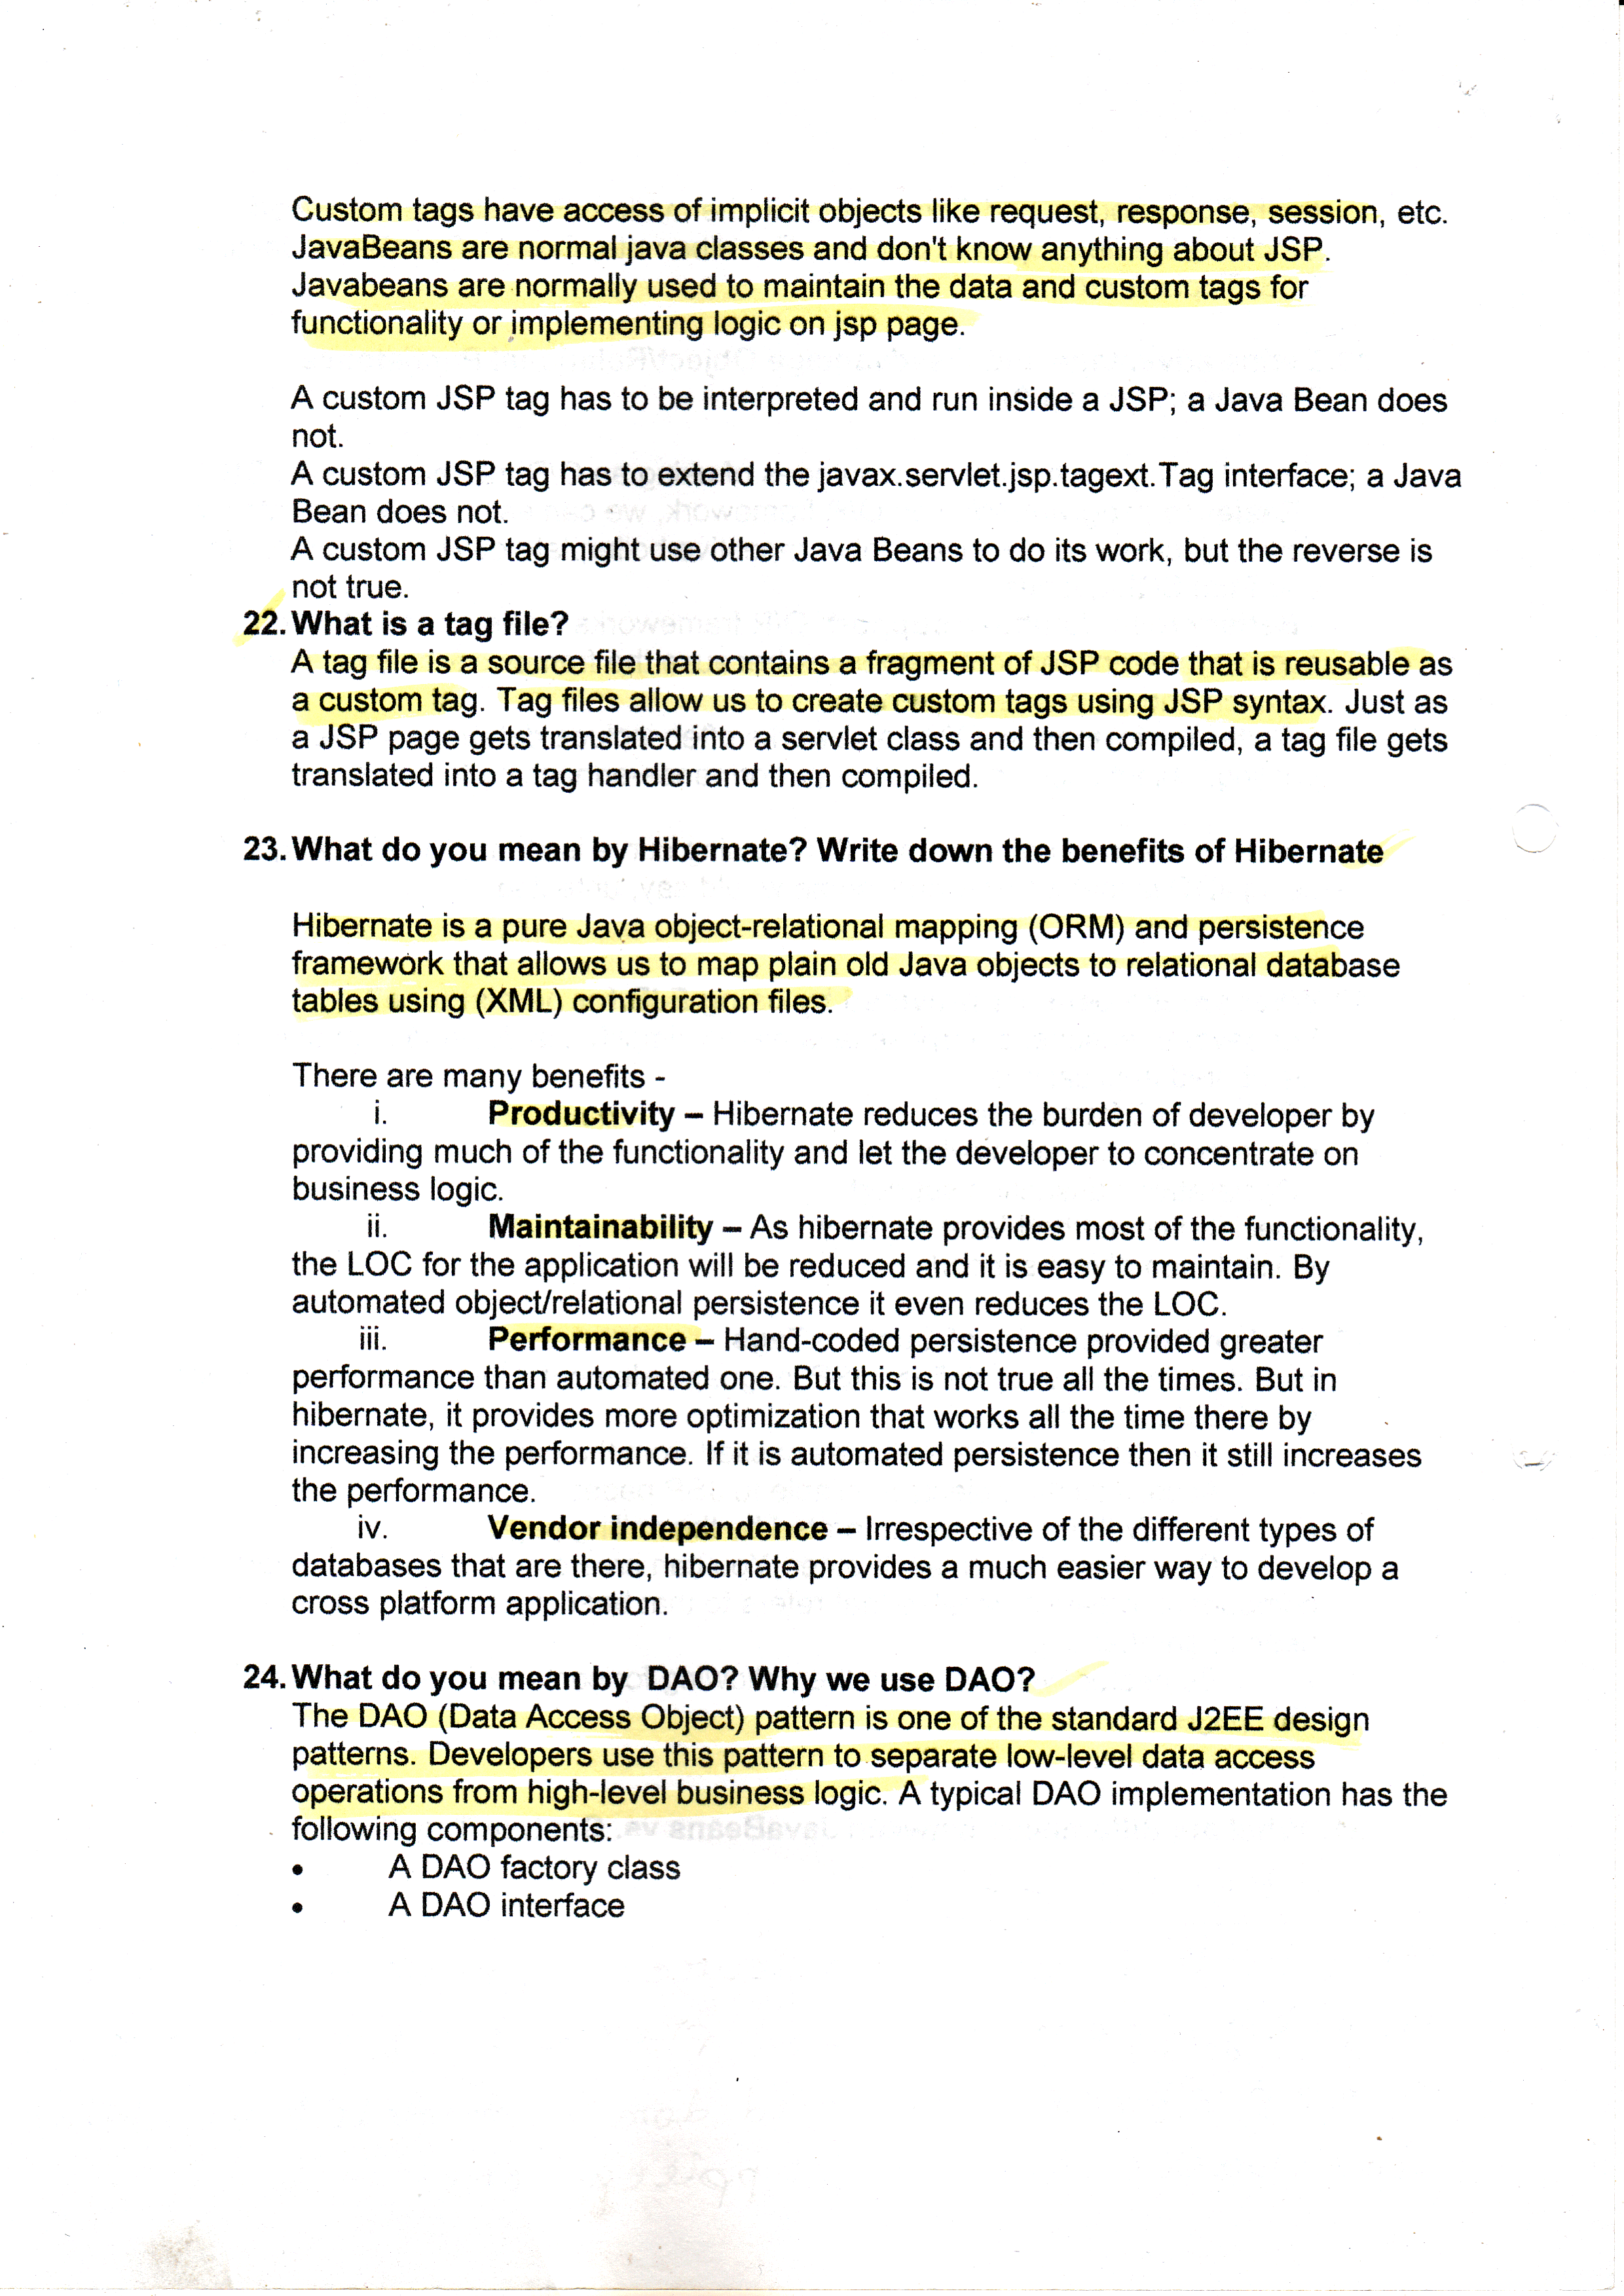 Custom tags have access of implicit objects like request, response, session, etc.
JavaBeans are normal java classes and don't know anything about JSP.
Javabeans are normally used to maintain the data and custom tags for
functionality or implementing logic on jsp page.
A custom JSP tag has to be interpreted and run inside a JSP; a Java Bean does
not.
A custom JSP tag has to extend the javax.servlet.jsp.tagext.Tag interface; a Java
Bean does not.
A custom JSP tag might use other Java Beans to do its work, but the reverse is
not true.
22. What is a tag file?
A tag file is a source file that contains a fragment of JSP code that is reusable as
a custom tag. Tag files allow us to create custom tags using JSP syntax. Just as
a JSP page gets translated into a servlet class and then compiled, a tag file gets
translated into a tag handler and then compiled.
23. What do you mean by Hibernate? Write down the benefits of Hibernate
Hibernate is a pure Java object-relational mapping (ORM) and persistence
framework that allows us to map plain old Java objects to relational database
tables using (XML) configuration files.
There are many benefits -
i. Productivity – Hibernate reduces the burden of developer by
providing much of the functionality and let the developer to concentrate on
business logic.
ii. Maintainability – As hibernate provides most of the functionality,
the LOC for the application will be reduced and it is easy to maintain. By
automated object/relational persistence it even reduces the LOC.
iii. Performance – Hand-coded persistence provided greater
performance than automated one. But this is not true all the times. But in
hibernate, it provides more optimization that works all the time there by
increasing the performance. If it is automated persistence then it still increases
the performance.
iv. Vendor independence – Irrespective of the different types of
databases that are there, hibernate provides a much easier way to develop a
cross platform application.
24. What do you mean by DAO? Why we use DAO?
The DAO (Data Access Object) pattern is one of the standard J2EE design
patterns. Developers use this pattern to separate low-level data access
operations from high-level business logic. A typical DAO implementation has the
following components:
• A DAO factory class
• A DAO interface